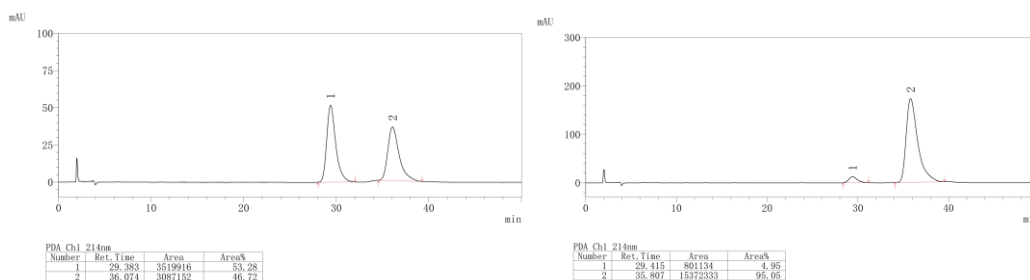 mAU
100
75
50
25
0
1
2
0
10
20
30
40
min
PDA Ch1 214nm
Number Ret. Time Area Area%
1 29.383 3519916 53.28
2 36.074 3087152 46.72
mAU
300
200
100
0
1
2
0
10
20
30
40
mi
PDA Ch1 214nm
Number Ret. Time Area Area%
1 29.415 801134 4.95
2 35.807 15372333 95.05